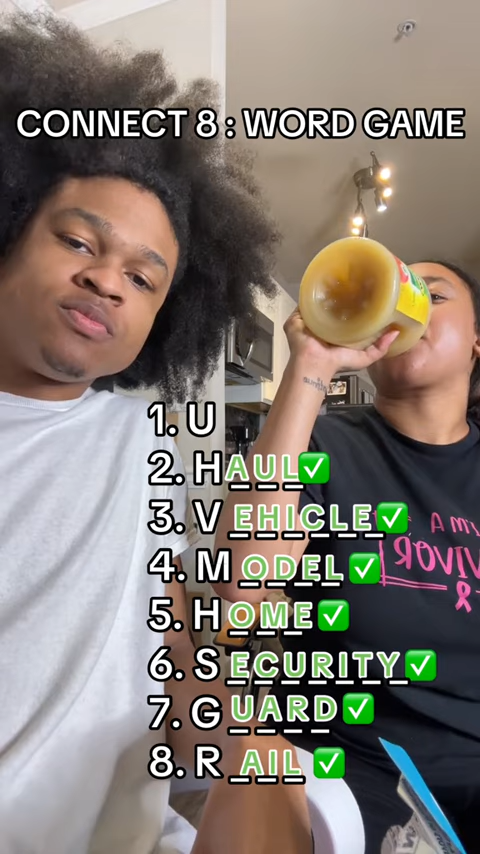 CONNECT 8 : WORD GAME
1. U
2. HAUL✅
3. VEHICLE✅
4. MODEL✅
5. HOME✅
6. SECURITY✅
7. GUARD✅
8. RAIL✅
A MY